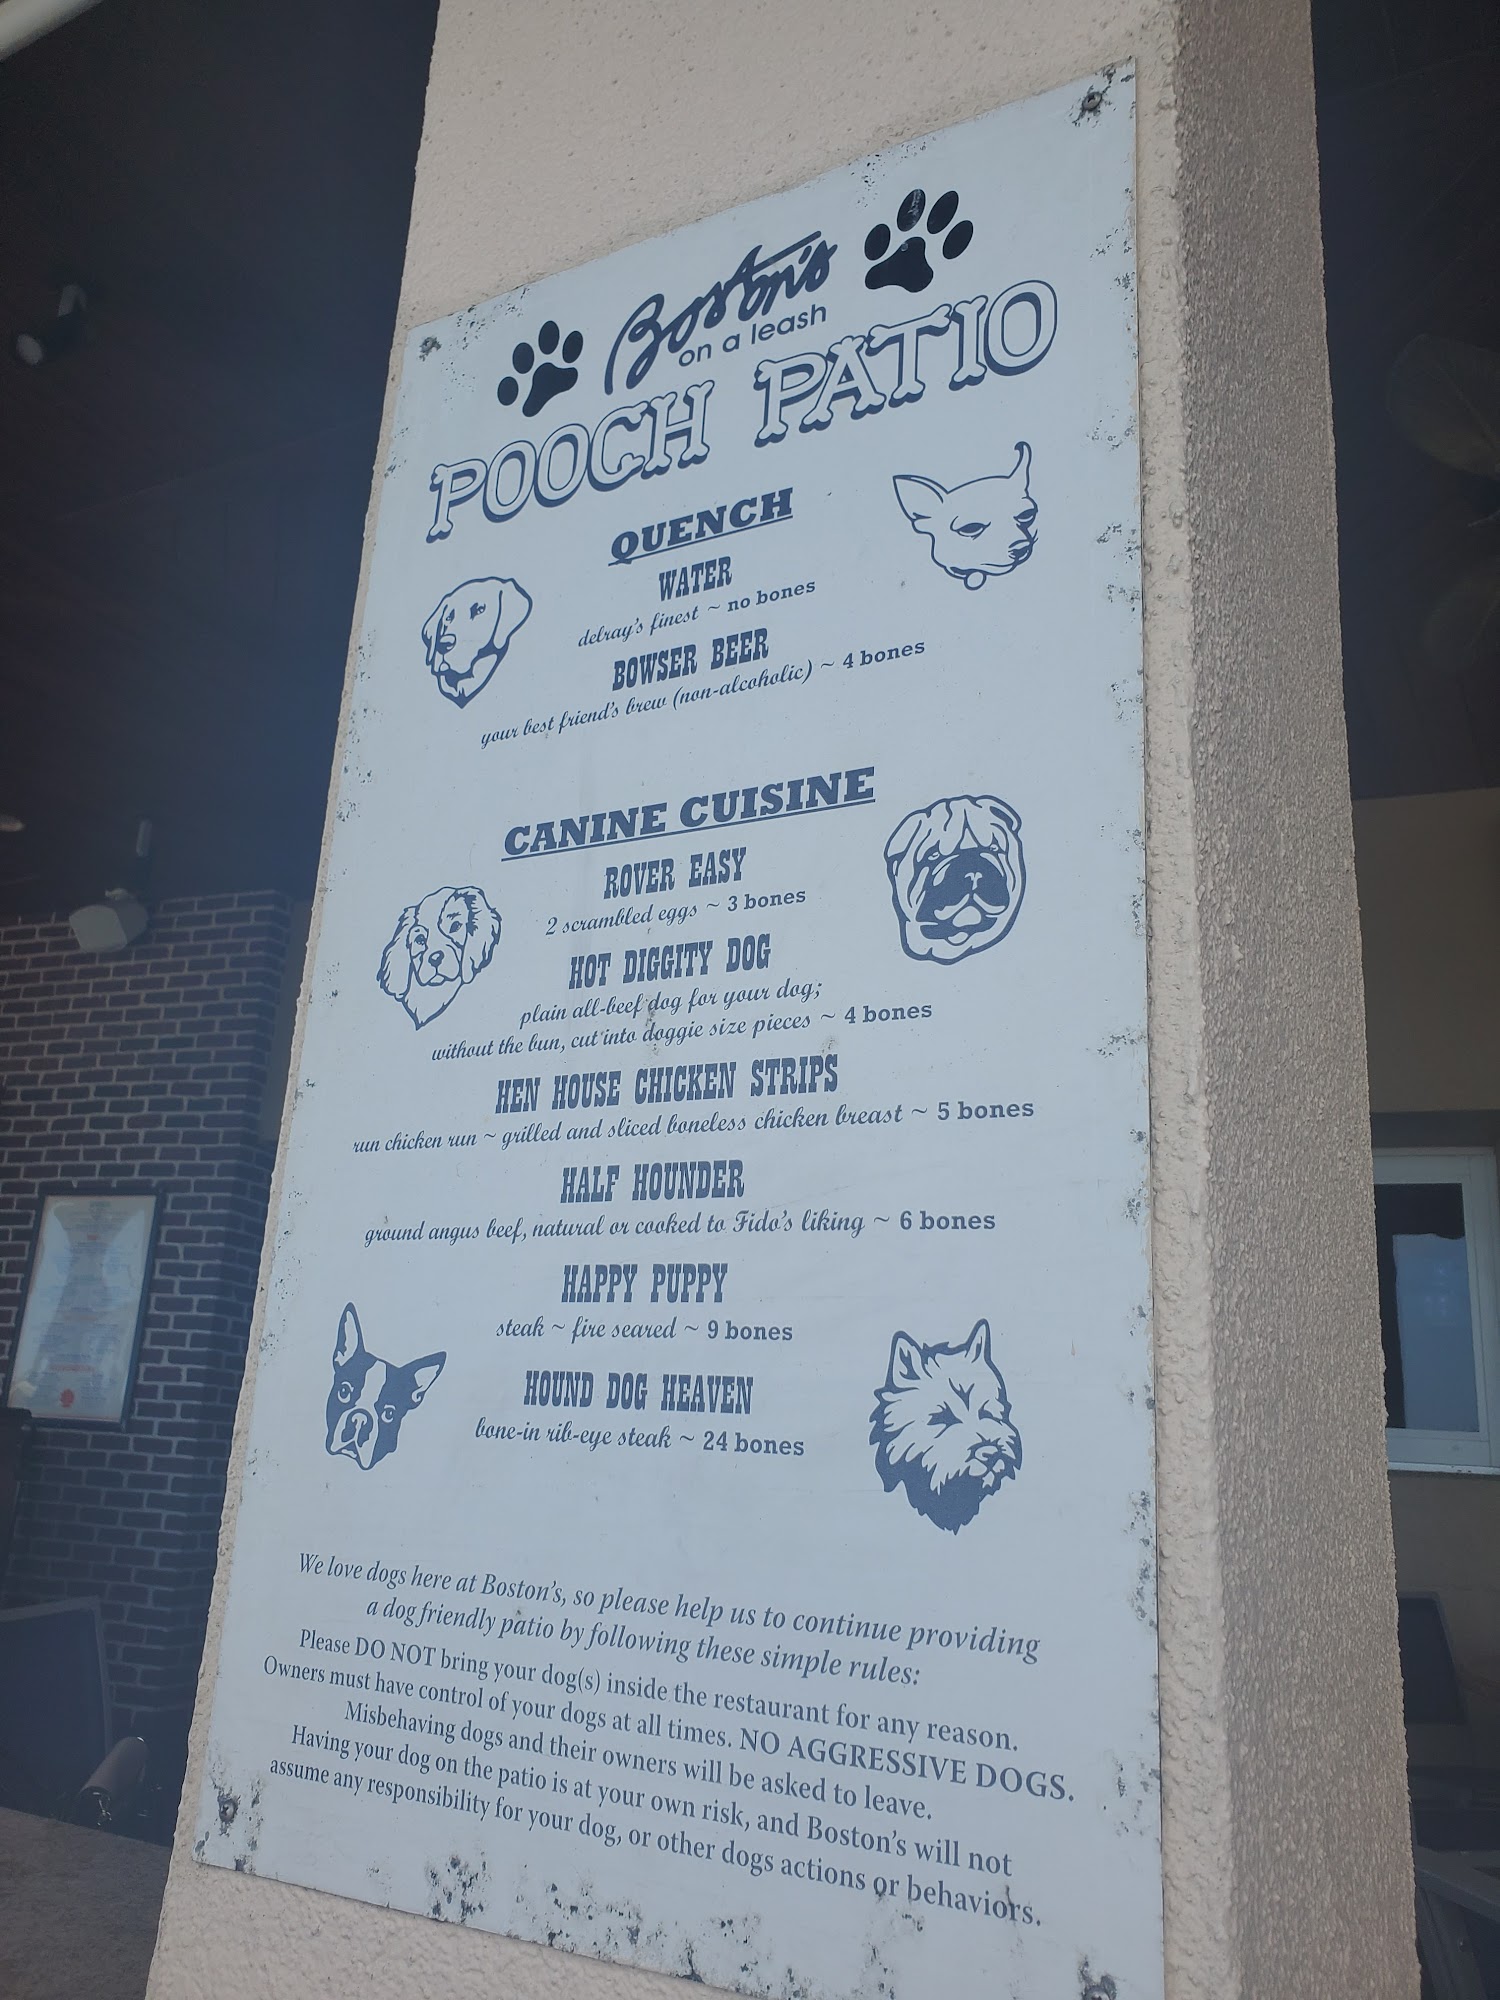 Boston's
on a leash
POOCH PATIO
QUENCH
WATER
delray's finest ~ no bones
BOWSER BEER
your best friend's brew (non-alcoholic) ~ 4 bones
CANINE CUISINE
ROVER EASY
2 scrambled eggs ~ 3 bones
HOT DIGGITY DOG
plain all-beef dog for your dog;
without the bun, cut into doggie size pieces ~ 4 bones
HEN HOUSE CHICKEN STRIPS
run chicken run ~ grilled and sliced boneless chicken breast ~ 5 bones
HALF HOUNDER
ground angus beef, natural or cooked to Fido's liking ~ 6 bones
HAPPY PUPPY
steak ~ fire seared ~ 9 bones
HOUND DOG HEAVEN
bone-in rib-eye steak ~ 24 bones
We love dogs here at Boston's, so please help us to continue providing
a dog friendly patio by following these simple rules:
Please DO NOT bring your dog(s) inside the restaurant for any reason.
Owners must have control of your dogs at all times. NO AGGRESSIVE DOGS.
Misbehaving dogs and their owners will be asked to leave.
Having your dog on the patio is at your own risk, and Boston's will not
assume any responsibility for your dog, or other dogs actions or behaviors.